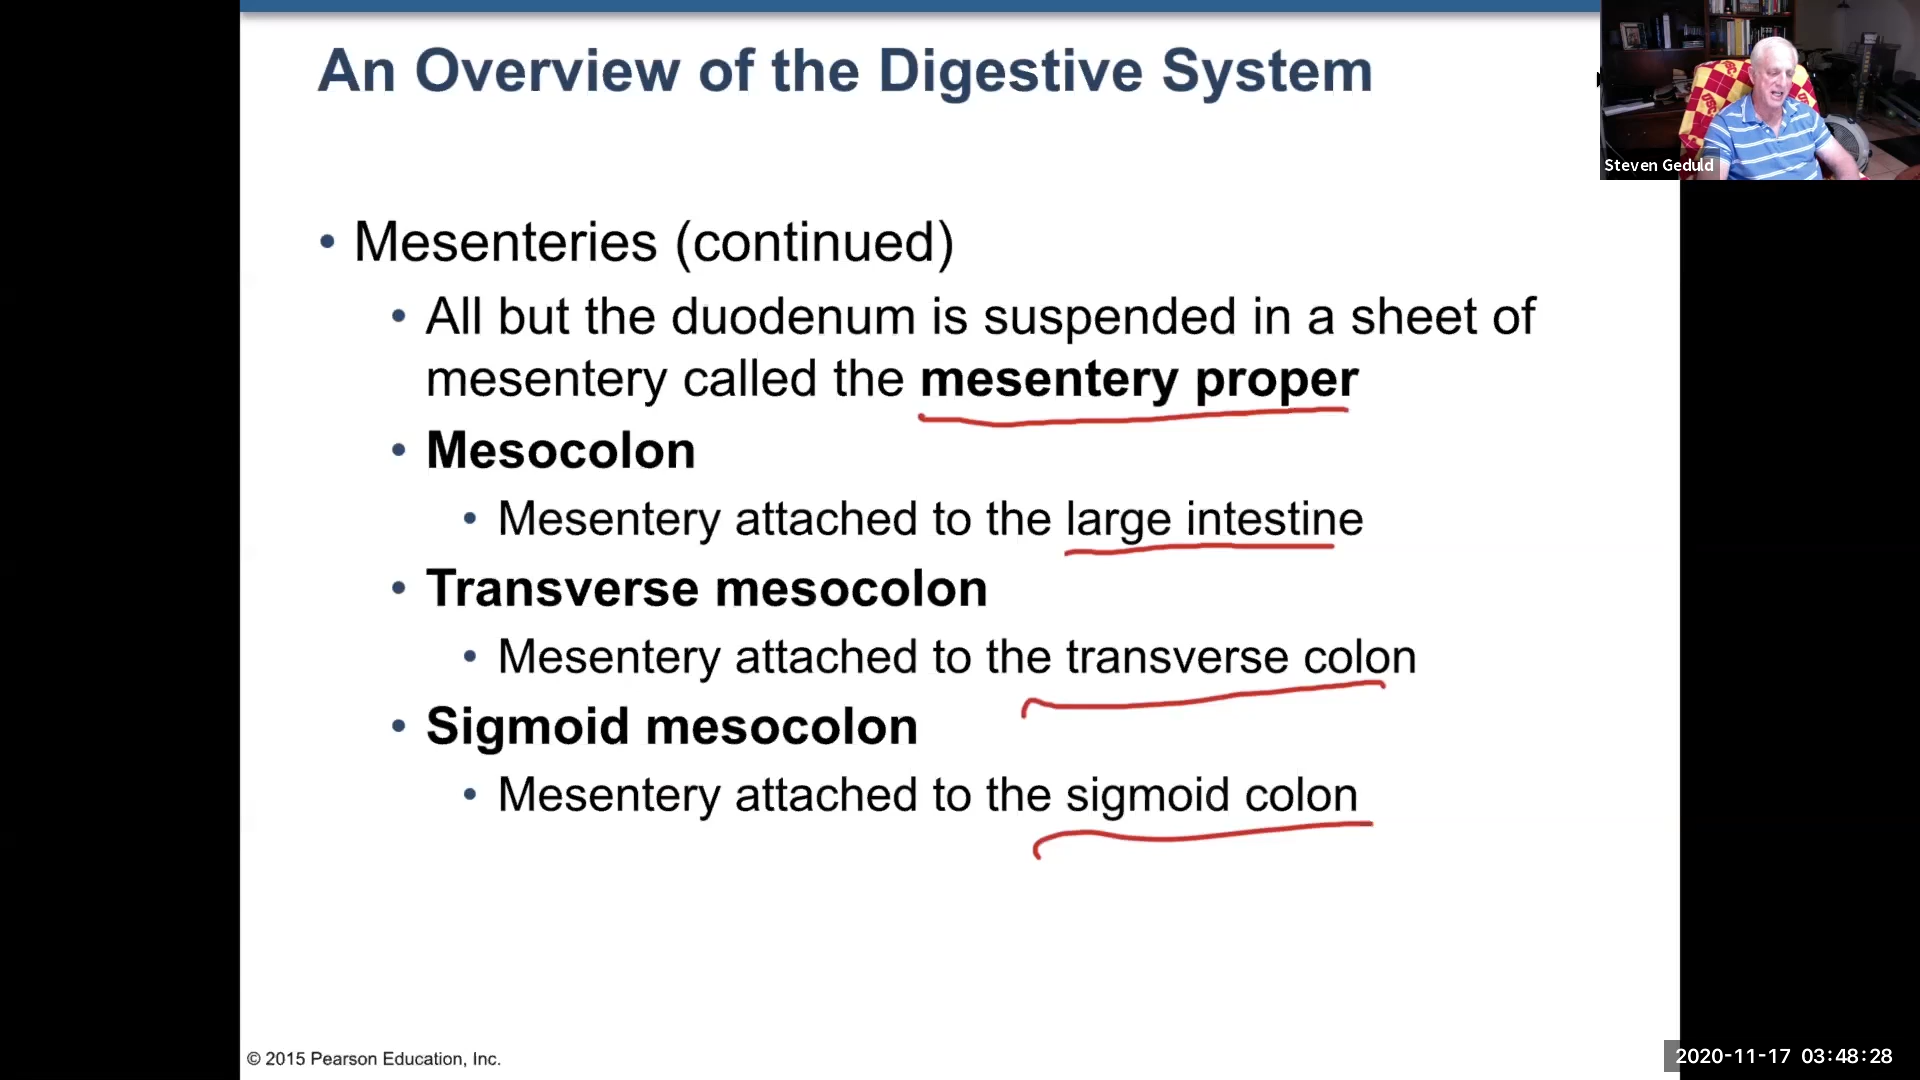 An Overview of the Digestive System
USC
Steven Geduld
• Mesenteries (continued)
• All but the duodenum is suspended in a sheet of
mesentery called the mesentery proper
• Mesocolon
• Mesentery attached to the large intestine
• Transverse mesocolon
• Mesentery attached to the transverse colon
• Sigmoid mesocolon
• Mesentery attached to the sigmoid colon
© 2015 Pearson Education, Inc.
2020-11-17 03:48:28